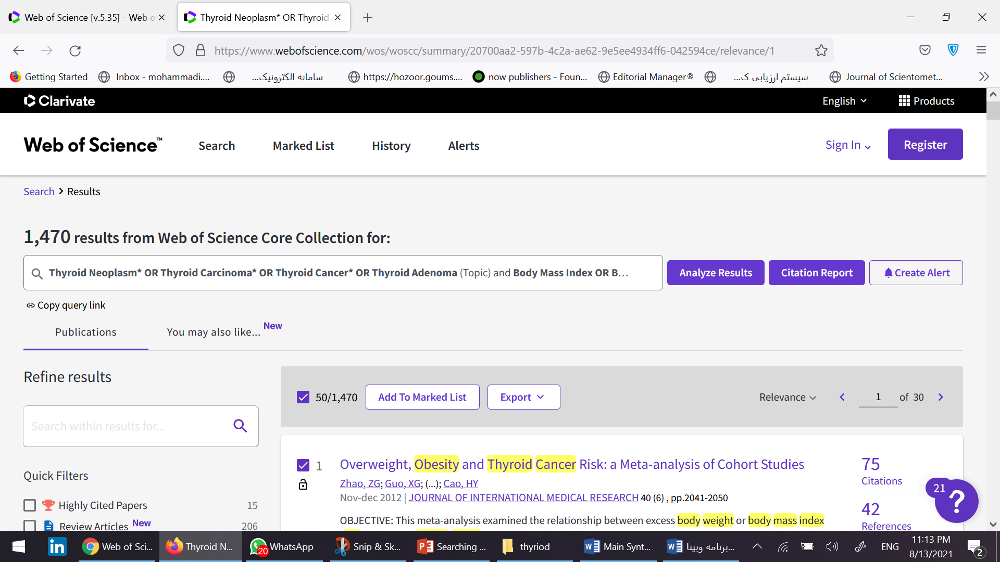 Web of Science [v.5.35] - Web o
Thyroid Neoplasm* OR Thyroid
https://www.webofscience.com/wos/woscc/summary/20700aa2-597b-4c2a-ae62-9e5ee4934ff6-042594ce/relevance/1
Getting Started
Inbox - mohammadi....
سامانه الکترونیک...
https://hozoor.goums....
now publishers - Foun...
Editorial Manager®
سیستم ارزیابی ک...
Journal of Scientomet...
Clarivate
English
Products
Web of Science™
Search
Marked List
History
Alerts
Sign In
Register
Search > Results
1,470 results from Web of Science Core Collection for:
Thyroid Neoplasm* OR Thyroid Carcinoma* OR Thyroid Cancer* OR Thyroid Adenoma (Topic) and Body Mass Index OR B...
Analyze Results
Citation Report
Create Alert
Copy query link
Publications
You may also like... New
Refine results
50/1,470
Add To Marked List
Export
Relevance
1 of 30
Search within results for...
Quick Filters
Highly Cited Papers 15
Review Articles New 206
1 Overweight, Obesity and Thyroid Cancer Risk: a Meta-analysis of Cohort Studies
Zhao, ZG; Guo, XG; (...); Cao, HY
Nov-dec 2012 | JOURNAL OF INTERNATIONAL MEDICAL RESEARCH 40 (6) , pp.2041-2050
OBJECTIVE: This meta-analysis examined the relationship between excess body weight or body mass index
75
Citations
42
References
21
?
Web of Sci...
Thyroid N...
20
WhatsApp
Snip & Sk...
Searching ...
thyriod
Main Synt...
برنامه وبینا...
ENG
11:13 PM
8/13/2021
2